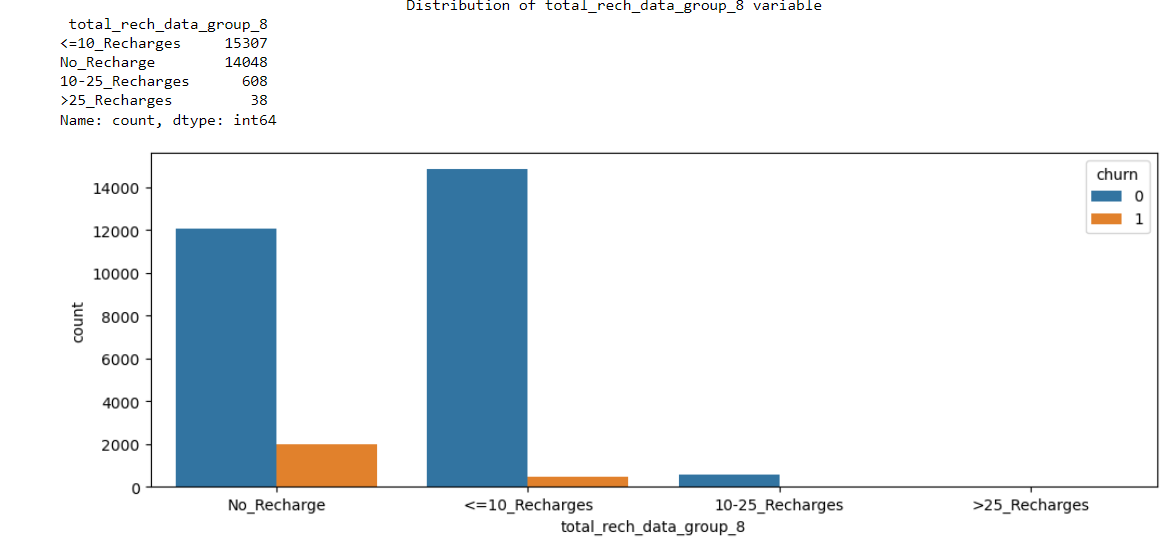 Distribution of total_rech_data_group_8 variable
total_rech_data_group_8
<=10_Recharges 15307
No_Recharge 14048
10-25_Recharges 608
>25_Recharges 38
Name: count, dtype: int64
churn
0
1
14000
12000
10000
8000
6000
4000
2000
0
count
No_Recharge <=10_Recharges 10-25_Recharges >25_Recharges
total_rech_data_group_8